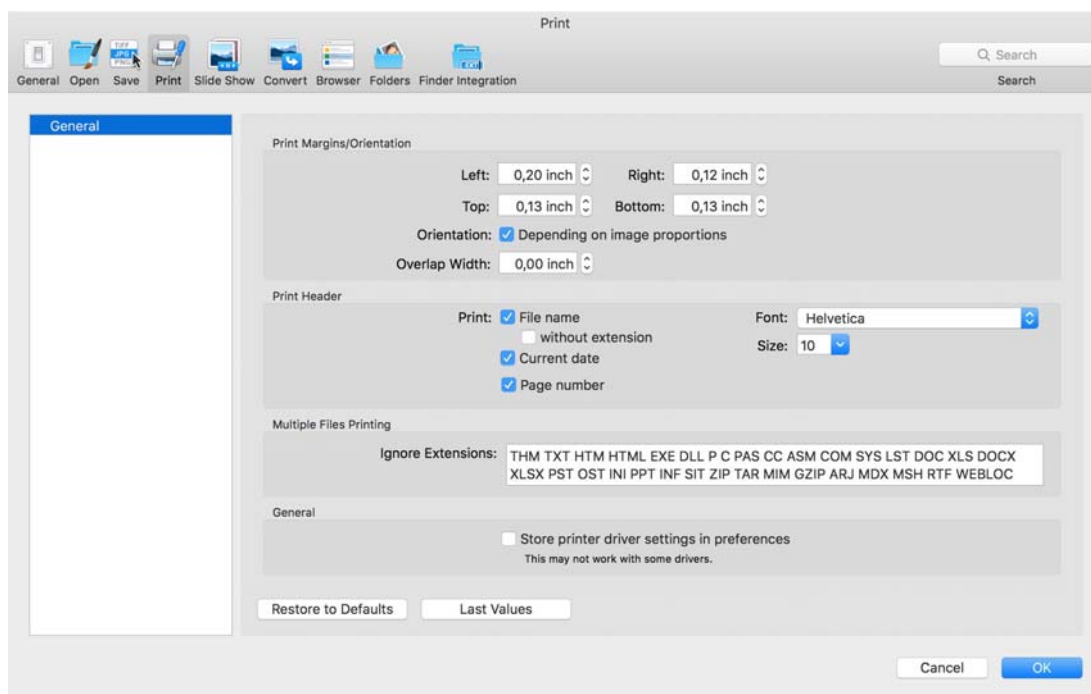 Print
TIFF
JPG
General Open Save Print Slide Show Convert Browser Folders Finder Integration
Search
Search
General
Print Margins/Orientation
Left: 0,20 inch Right: 0,12 inch
Top: 0,13 inch Bottom: 0,13 inch
Orientation: Depending on image proportions
Overlap Width: 0,00 inch
Print Header
Print: File name Font: Helvetica
without extension Size: 10
Current date
Page number
Multiple Files Printing
Ignore Extensions: THM TXT HTM HTML EXE DLL P C PAS CC ASM COM SYS LST DOC XLS DOCX
XLSX PST OST INI PPT INF SIT ZIP TAR MIM GZIP ARJ MDX MSH RTF WEBLOC
General
Store printer driver settings in preferences
This may not work with some drivers.
Restore to Defaults Last Values
Cancel OK